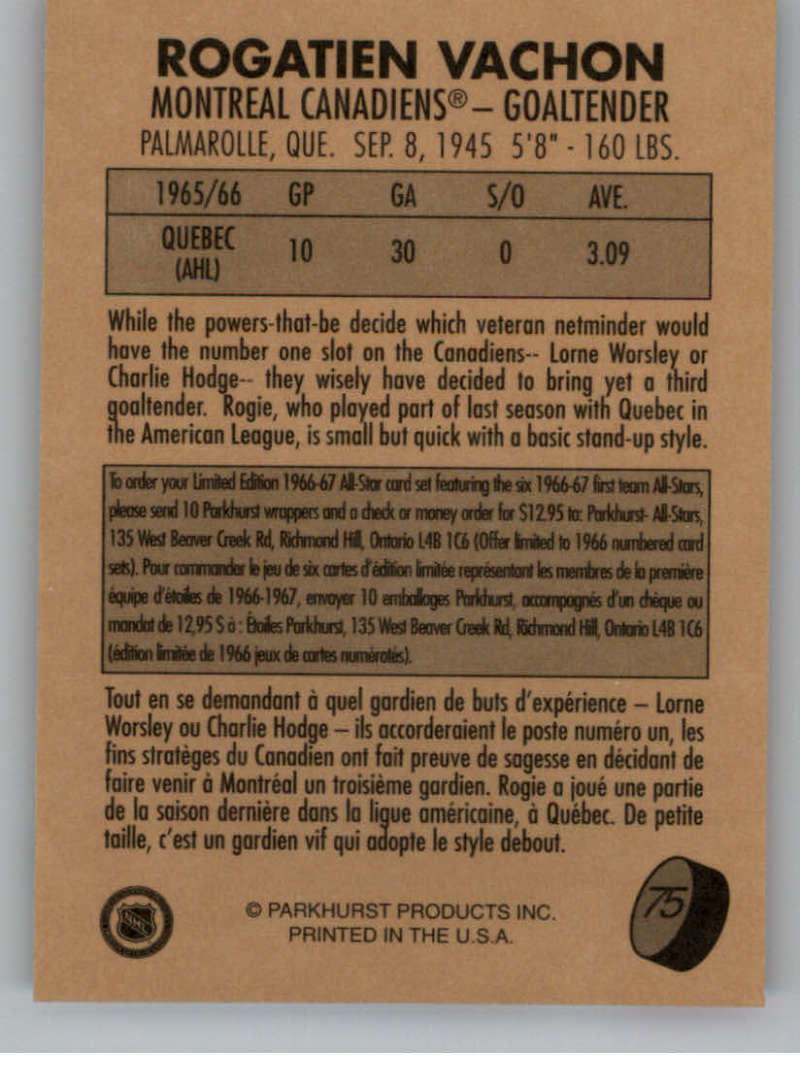 ROGATIEN VACHON
MONTREAL CANADIENS® – GOALTENDER
PALMAROLLE, QUE. SEP. 8, 1945 5'8" - 160 LBS.
1965/66 GP GA S/O AVE.
QUEBEC (AHL) 10 30 0 3.09
While the powers-that-be decide which veteran netminder would
have the number one slot on the Canadiens-- Lorne Worsley or
Charlie Hodge-- they wisely have decided to bring yet a third
goaltender. Rogie, who played part of last season with Quebec in
the American League, is small but quick with a basic stand-up style.
To order your Limited Edition 1966-67 All-Star card set featuring the six 1966-67 first team All-Stars,
please send 10 Parkhurst wrappers and a check or money order for $12.95 to: Parkhurst- All-Stars,
135 West Beaver Creek Rd, Richmond Hill, Ontario L4B 1C6 (Offer limited to 1966 numbered card
sets). Pour commander le jeu de six cartes d'édition limitée représentant les membres de la première
équipe d'étoiles de 1966-1967, envoyer 10 emballages Parkhurst, accompagnés d'un chèque ou
mandat de 12,95 $ à : Étoiles Parkhurst, 135 West Beaver Creek Rd, Richmond Hill, Ontario L4B 1C6
(édition limitée de 1966 jeux de cartes numérotés).
Tout en se demandant à quel gardien de buts d'expérience – Lorne
Worsley ou Charlie Hodge – ils accorderaient le poste numéro un, les
fins stratèges du Canadien ont fait preuve de sagesse en décidant de
faire venir à Montréal un troisième gardien. Rogie a joué une partie
de la saison dernière dans la ligue américaine, à Québec. De petite
taille, c'est un gardien vif qui adopte le style debout.
NHL
© PARKHURST PRODUCTS INC.
PRINTED IN THE U.S.A.
75